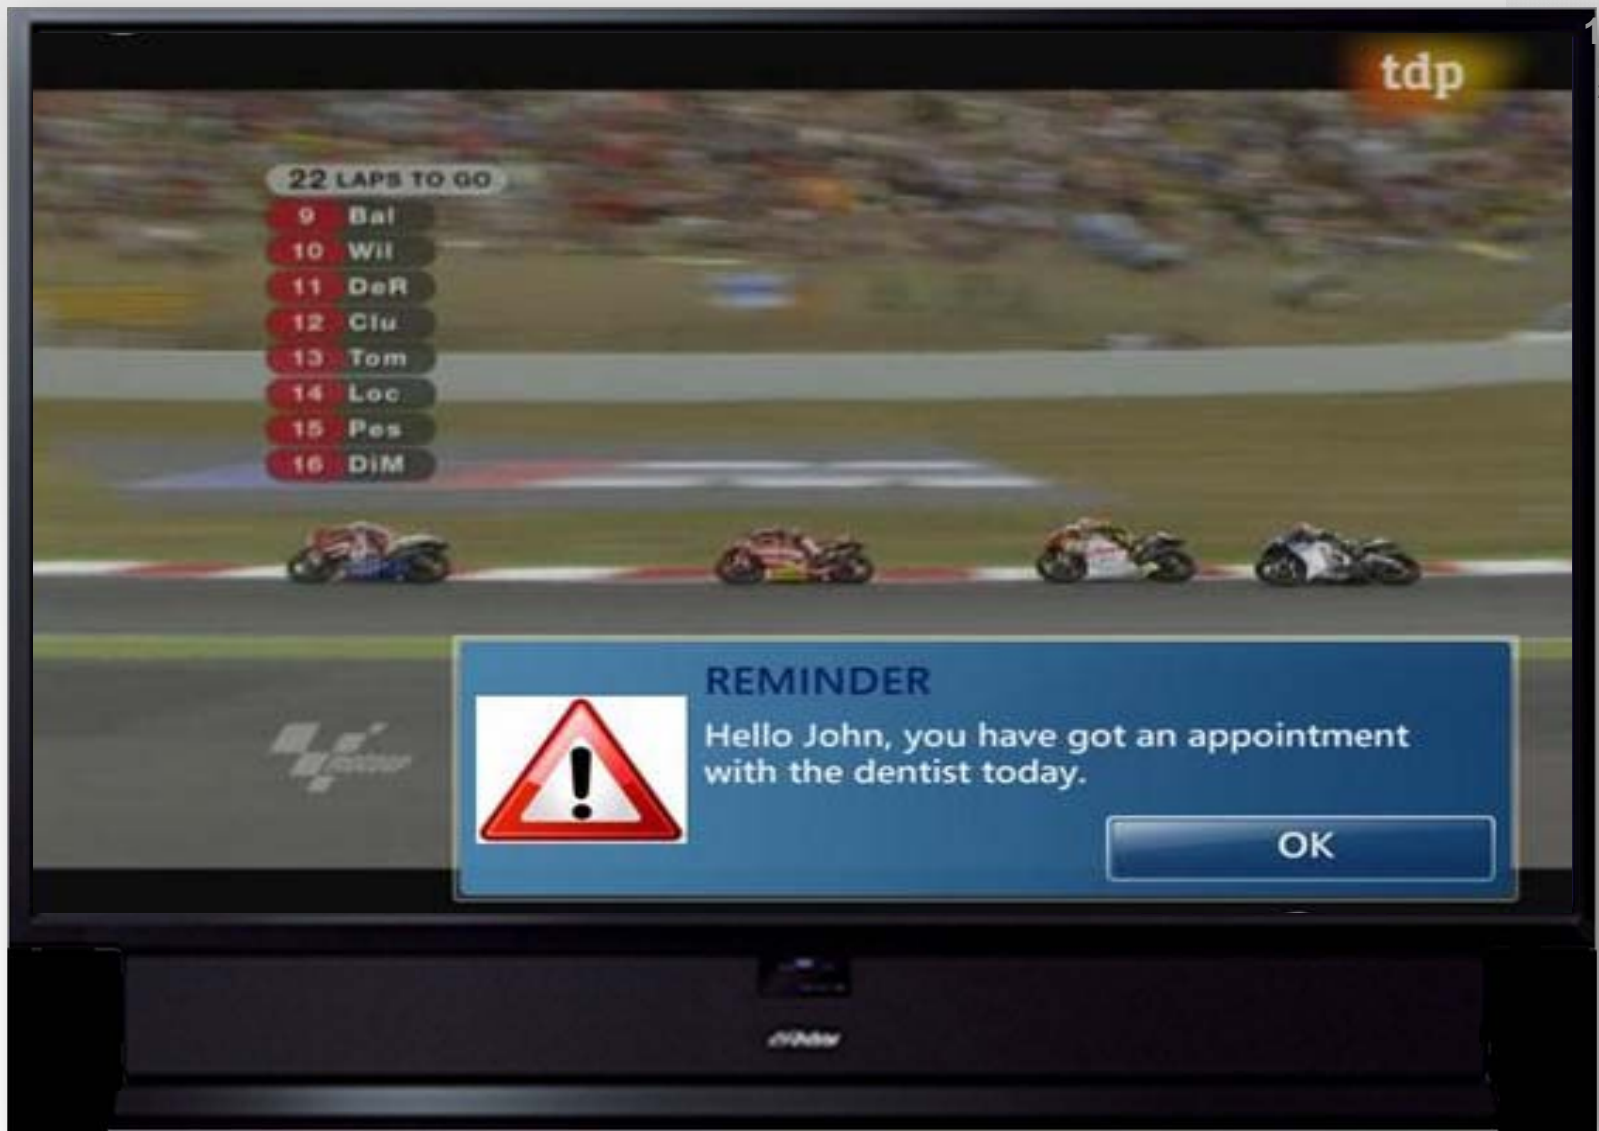 tdp
22 LAPS TO GO
9 Bal
10 Wil
11 DeR
12 Clu
13 Tom
14 Loc
15 Pes
16 DiM
REMINDER
Hello John, you have got an appointment
with the dentist today.
OK